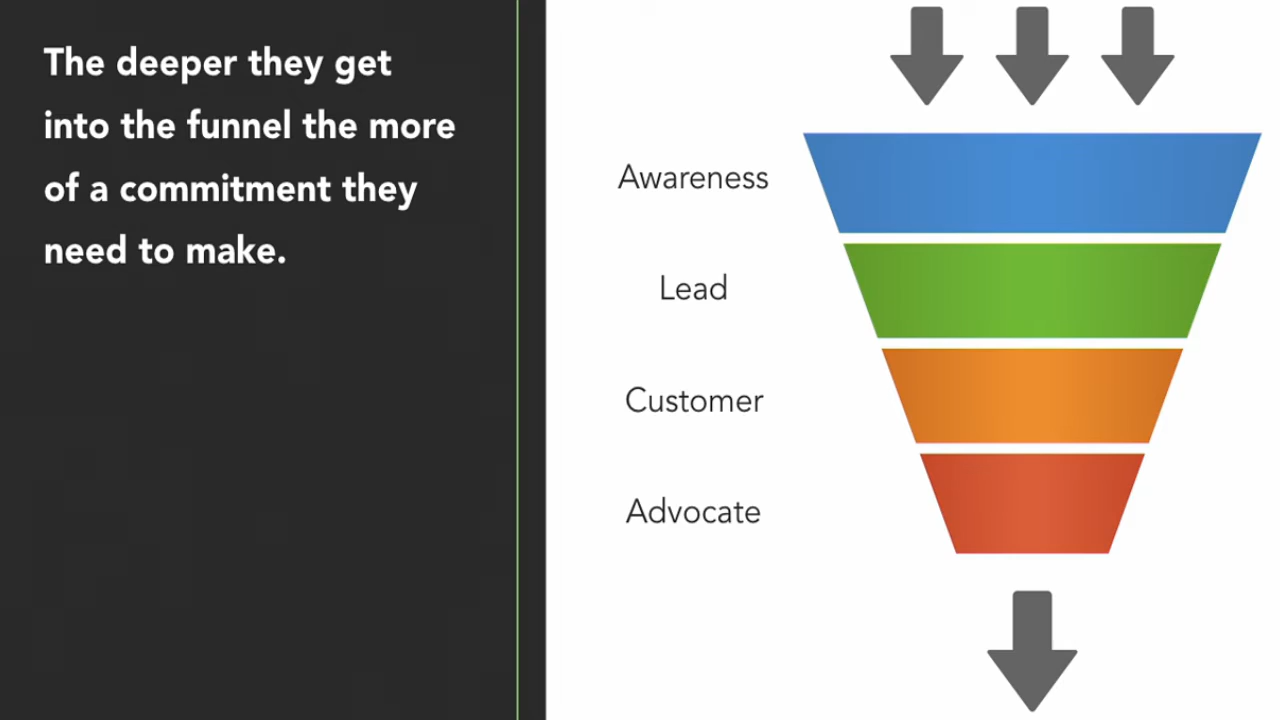 The deeper they get
into the funnel the more
of a commitment they
need to make.
Awareness
Lead
Customer
Advocate